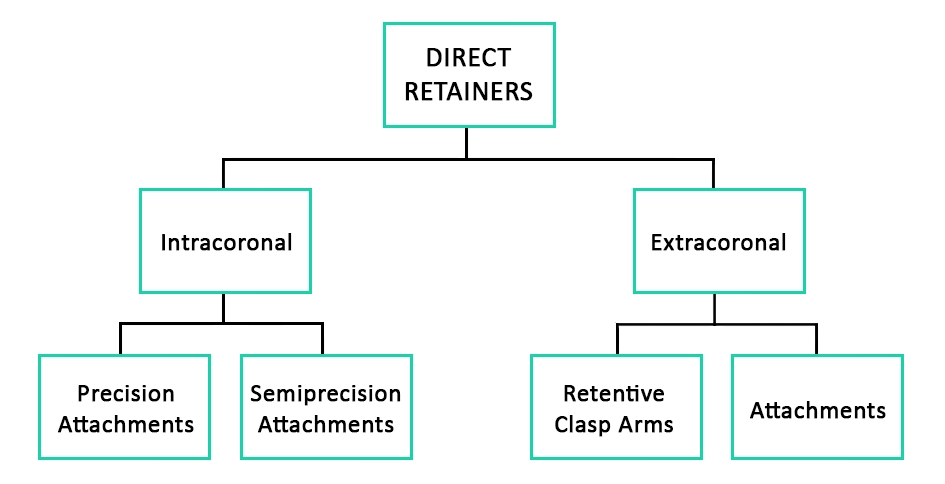 DIRECT
RETAINERS
Intracoronal
Extracoronal
Precision
Attachments
Semiprecision
Attachments
Retentive
Clasp Arms
Attachments